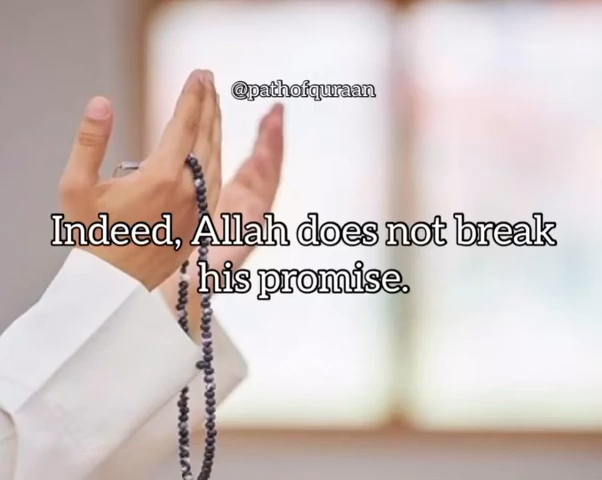 @pathofquraan
Indeed, Allah does not break
his promise.